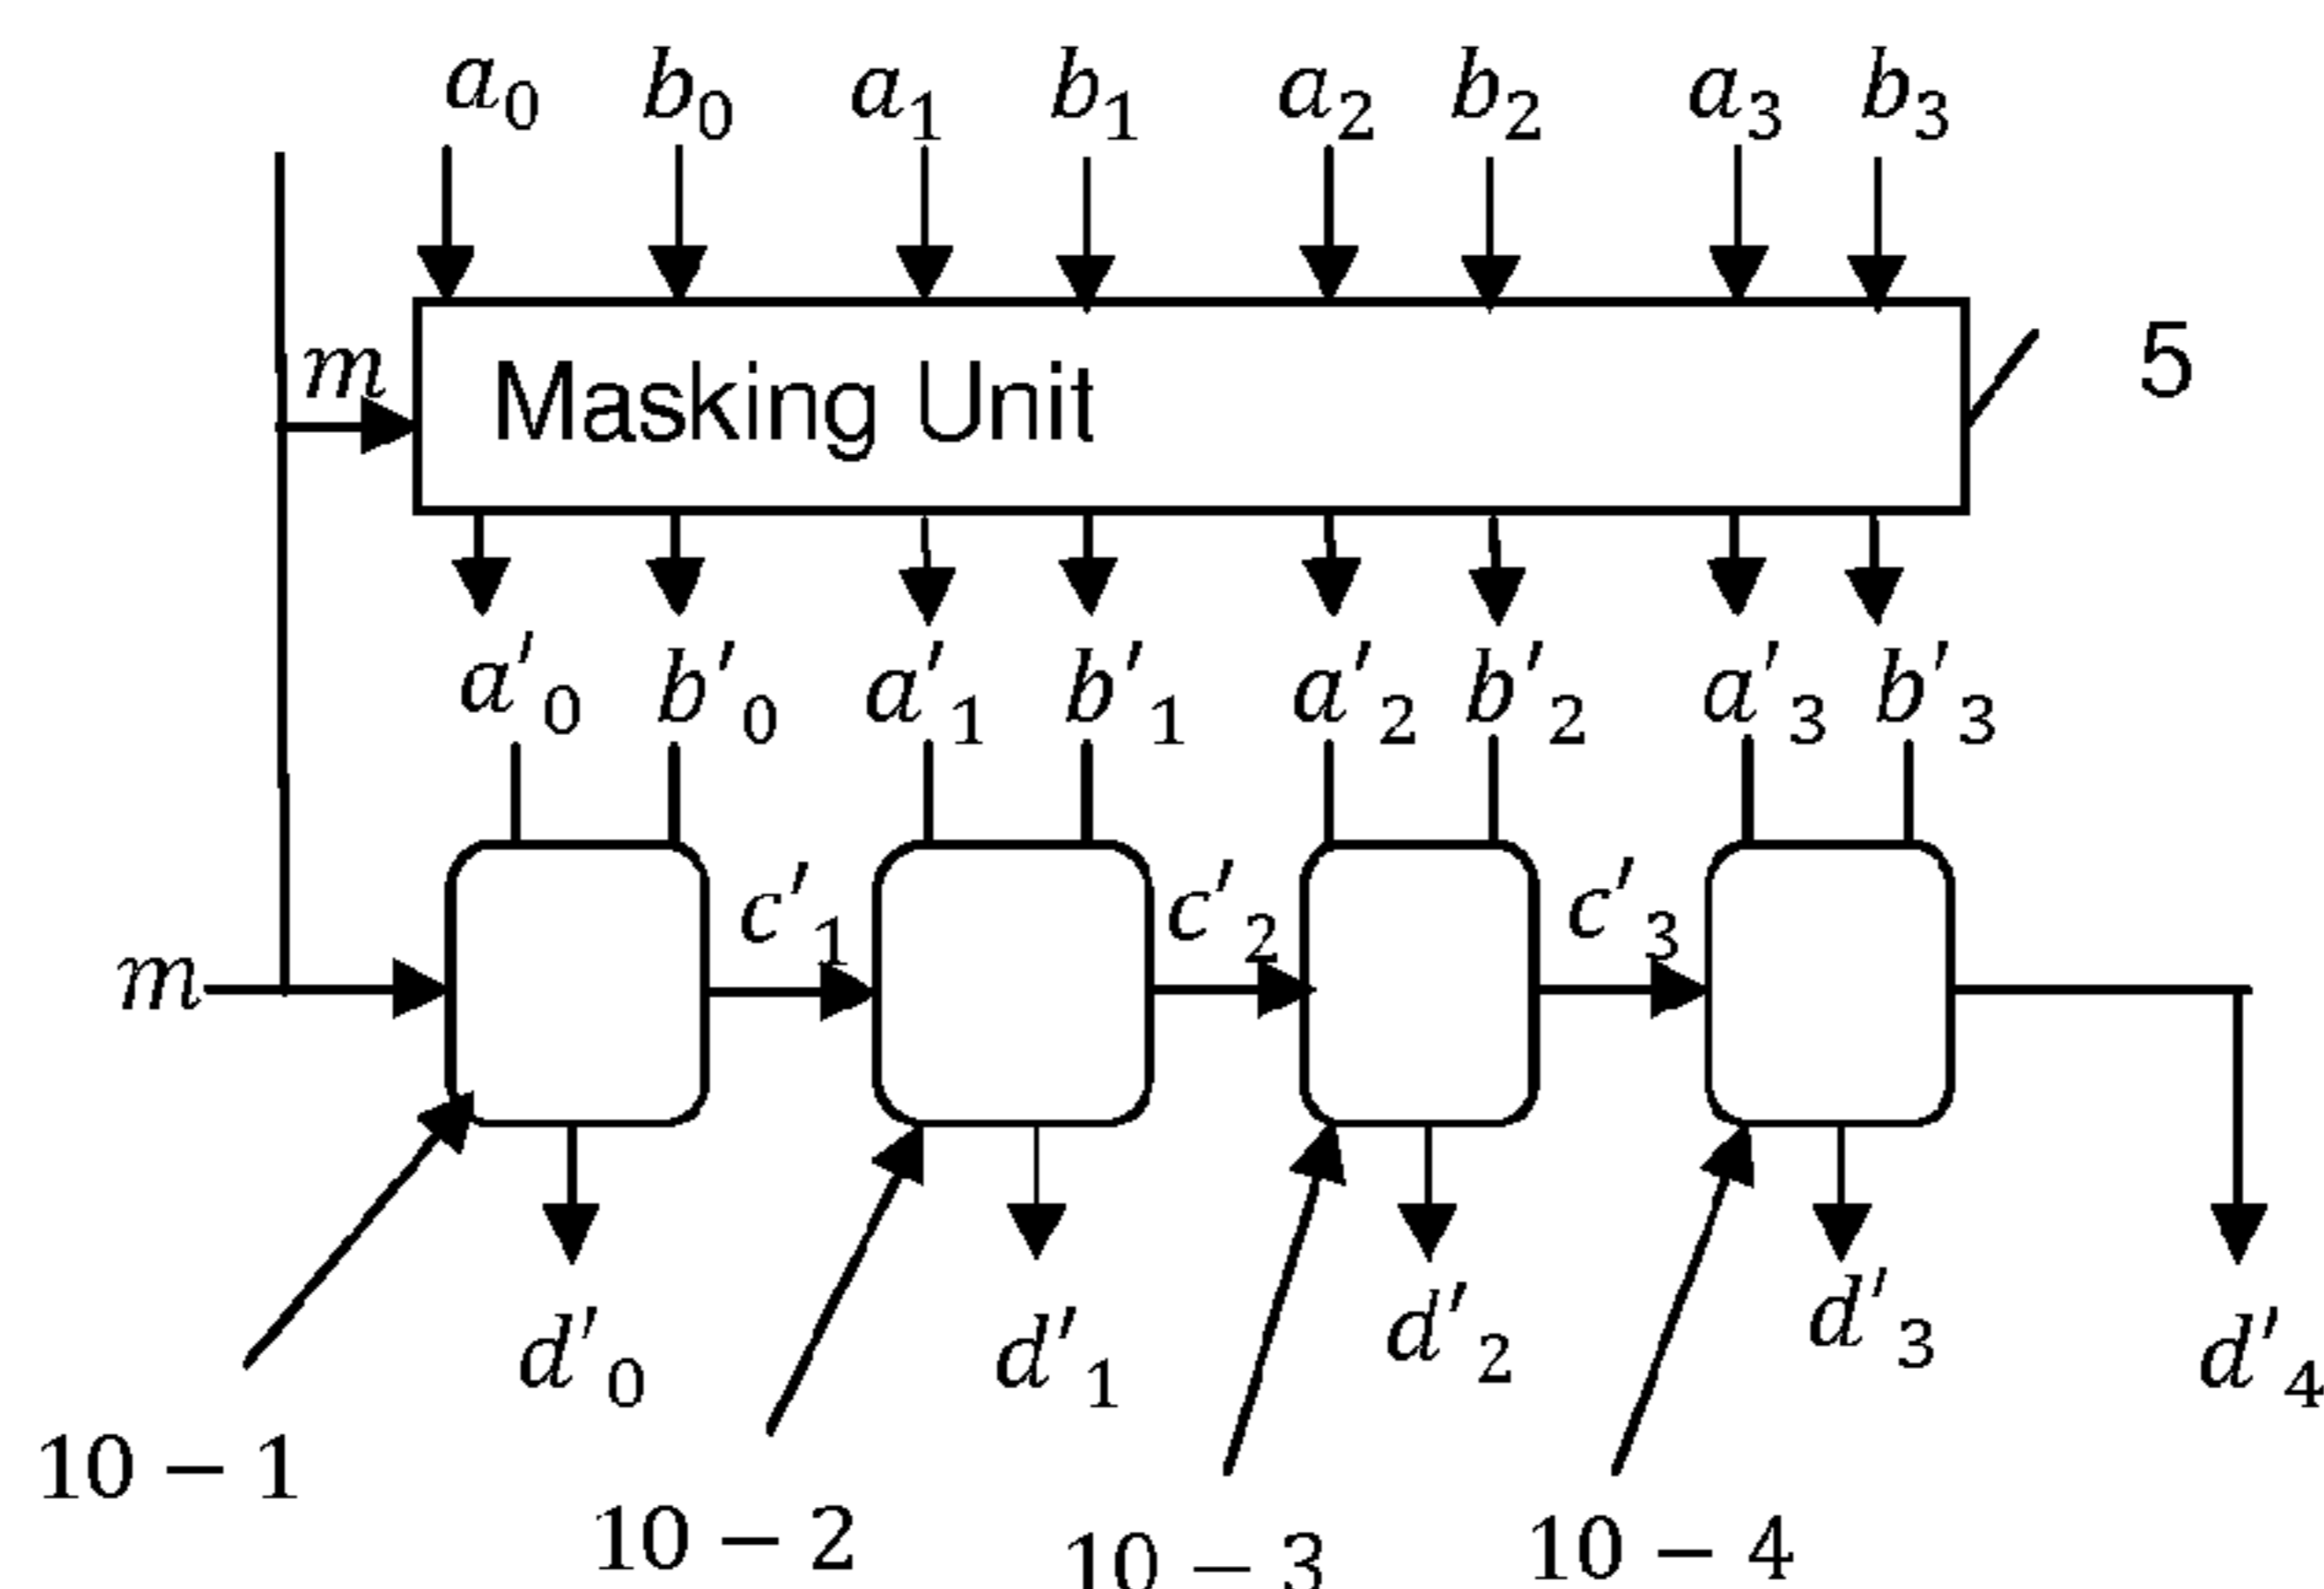 a₀ b₀ a₁ b₁ a₂ b₂ a₃ b₃
m Masking Unit 5
a'₀ b'₀ a'₁ b'₁ a'₂ b'₂ a'₃ b'₃
c'₁ c'₂ c'₃
m
d'₀ d'₁ d'₂ d'₃ d'₄
10 − 1 10 − 2 10 − 3 10 − 4